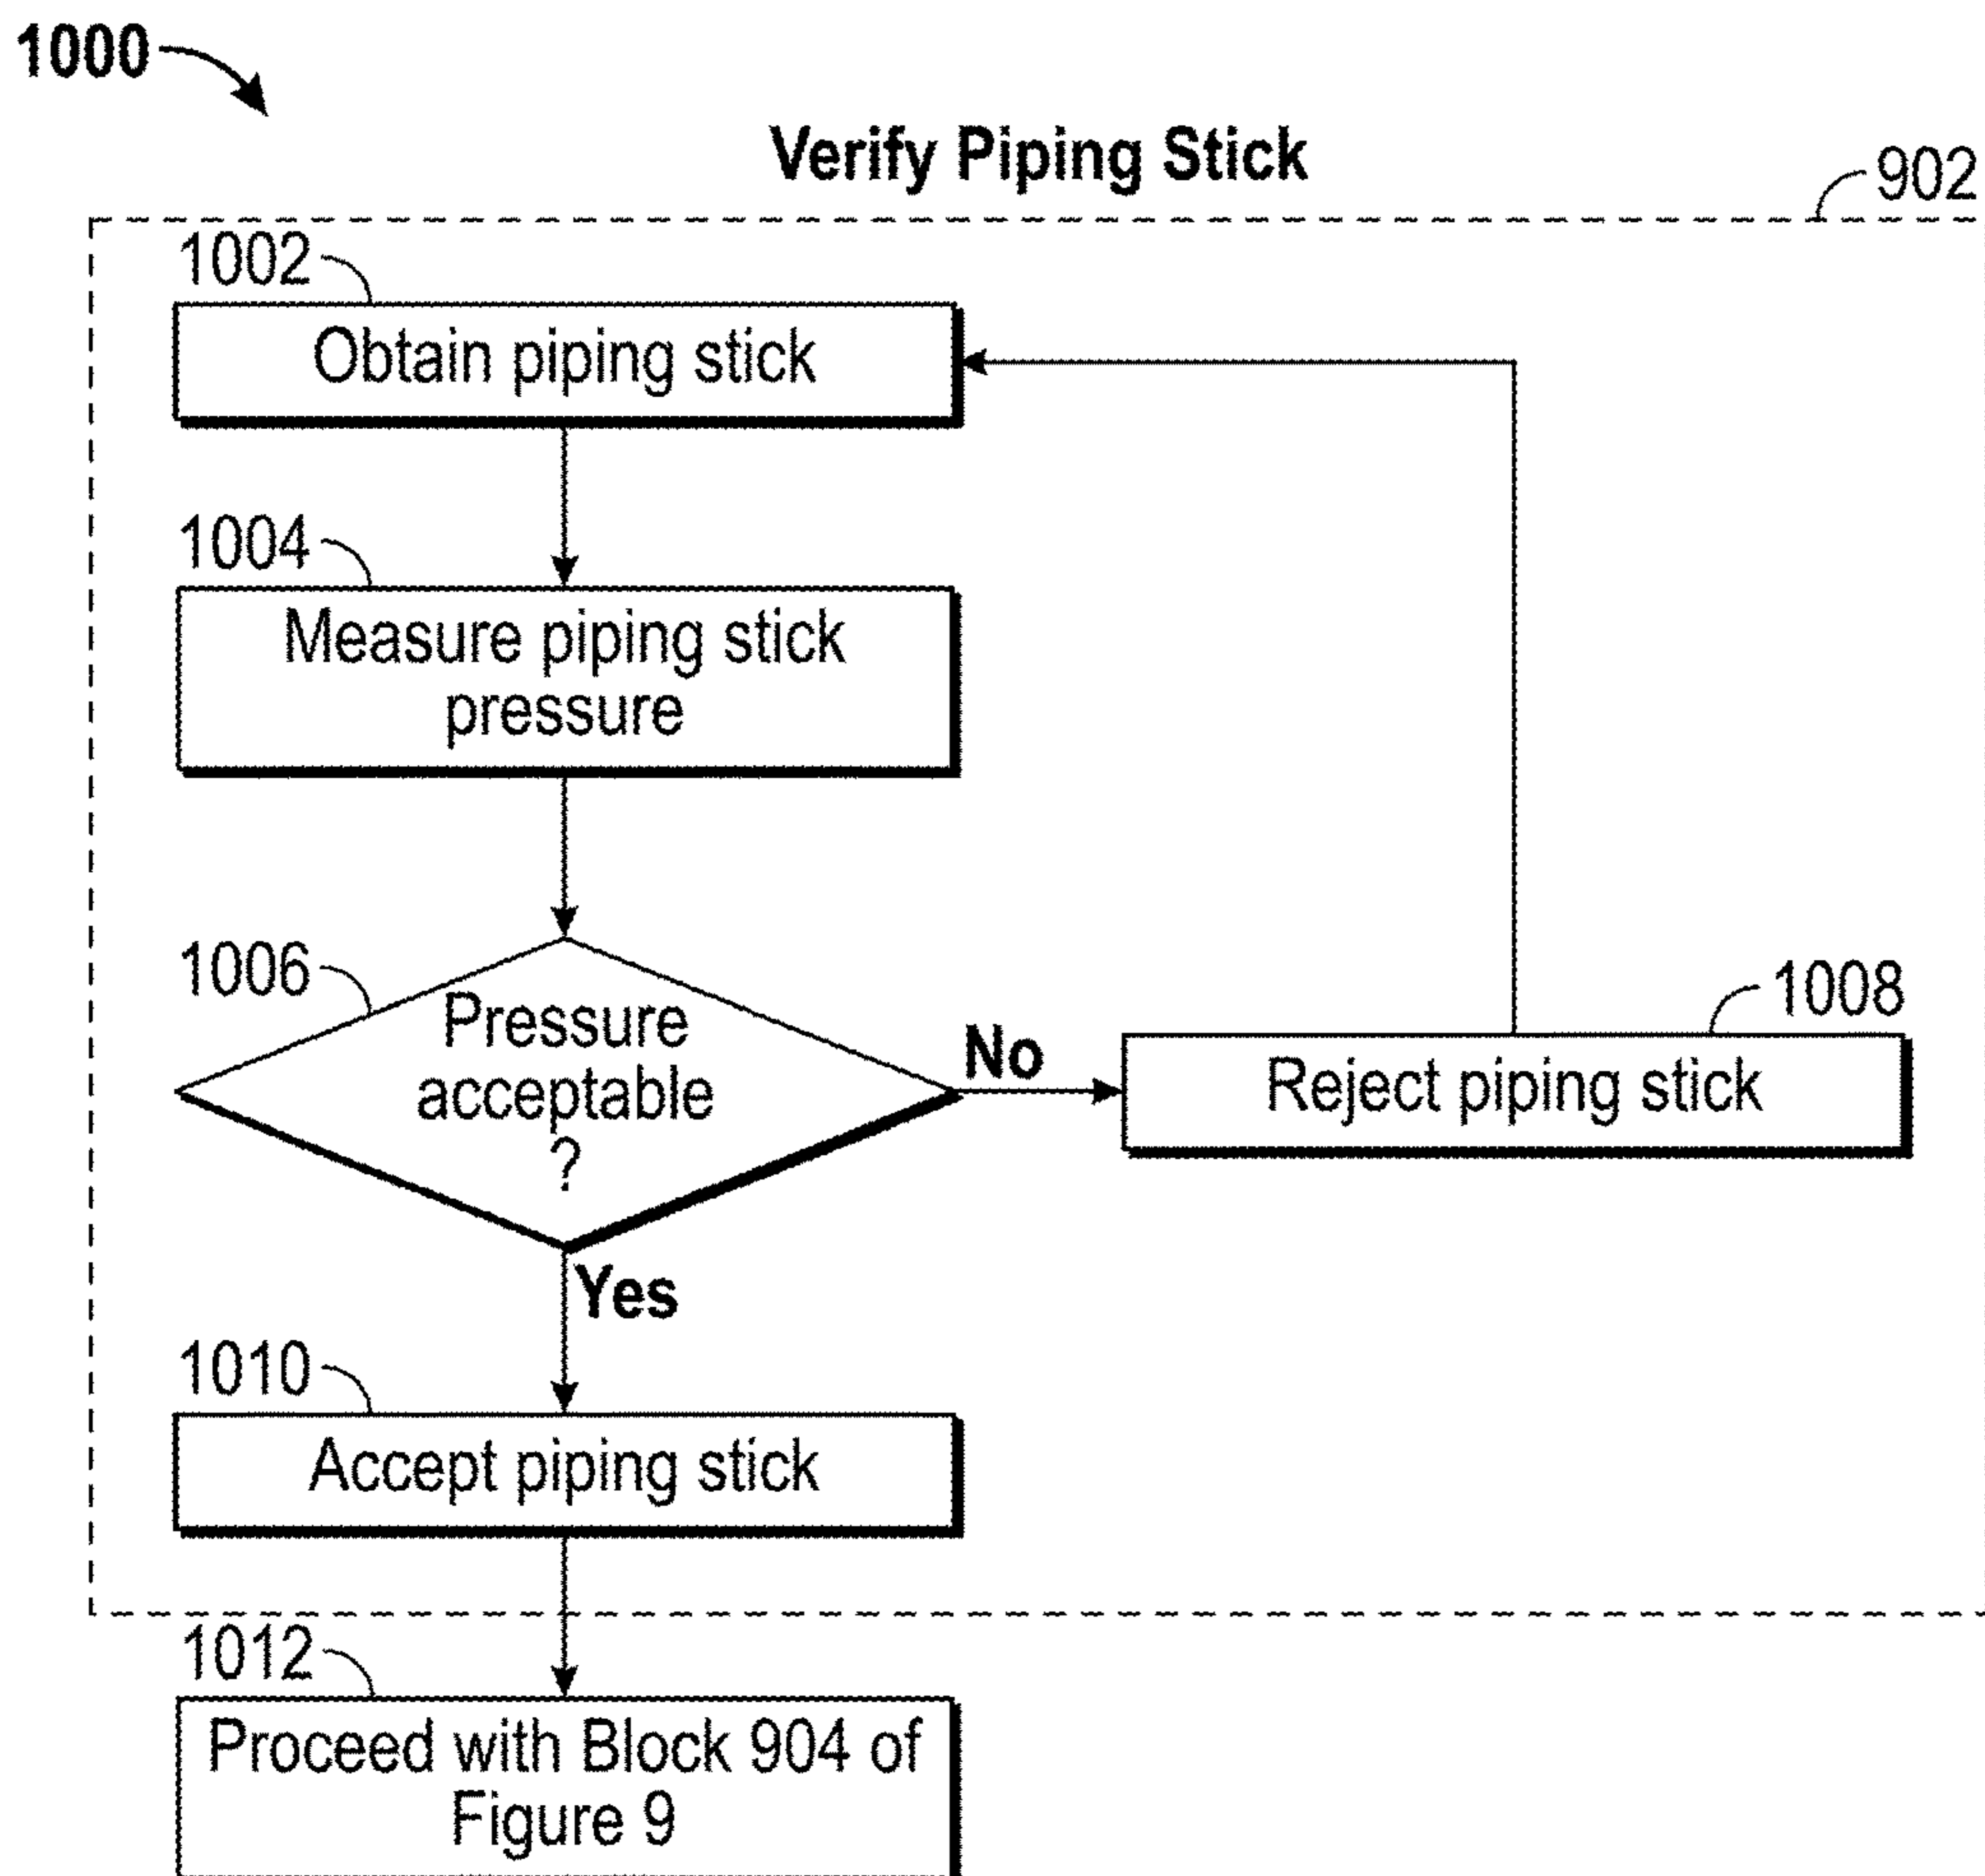 1000
Verify Piping Stick
902
1002
Obtain piping stick
1004
Measure piping stick
pressure
1006
Pressure
acceptable
?
No
1008
Reject piping stick
Yes
1010
Accept piping stick
1012
Proceed with Block 904 of
Figure 9